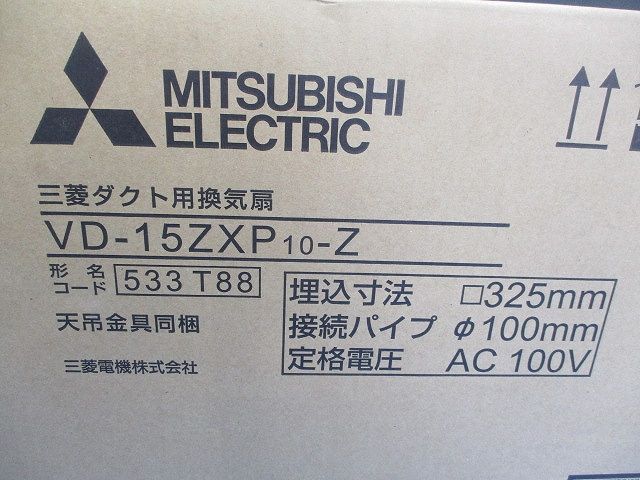 MITSUBISHI
ELECTRIC
三菱ダクト用換気扇
VD-15ZXP10-Z
形名
コード 533T88
天吊金具同梱
三菱電機株式会社
埋込寸法 □325mm
接続パイプ φ100mm
定格電圧 AC 100V